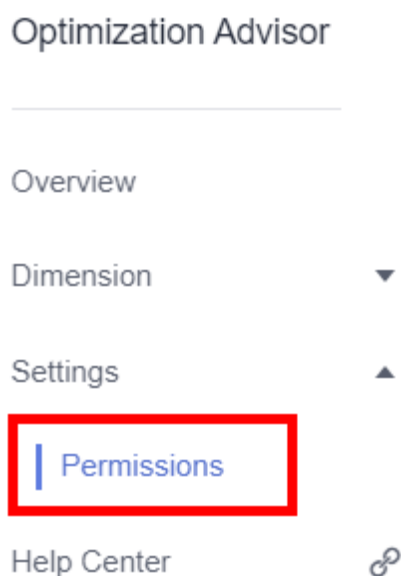 Optimization Advisor
Overview
Dimension
Settings
Permissions
Help Center